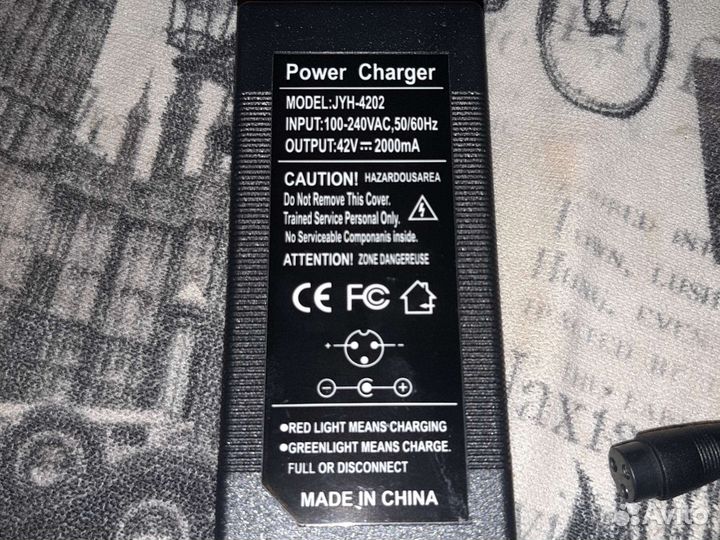 Power Charger
MODEL:JYH-4202
INPUT:100-240VAC,50/60Hz
OUTPUT:42V⎓2000mA
CAUTION! HAZARDOUSAREA
Do Not Remove This Cover.
Trained Service Personal Only.
No Serviceable Componanis inside.
ATTENTION! ZONE DANGEREUSE
CE FC
- +
●RED LIGHT MEANS CHARGING
●GREENLIGHT MEANS CHARGE.
FULL OR DISCONNECT
MADE IN CHINA
Avito